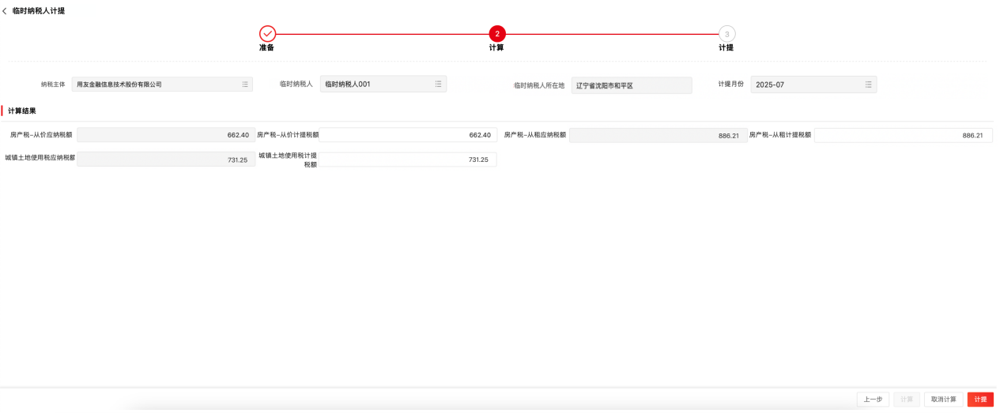 临时纳税人计提
2
3
准备
计算
计提
纳税主体 用友金融信息技术股份有限公司 临时纳税人 临时纳税人001 临时纳税人所在地 辽宁省沈阳市和平区 计提月份 2025-07
计算结果
房产税-从价应纳税额 662.40 房产税-从价计提税额 662.40 房产税-从租应纳税额 886.21 房产税-从租计提税额 886.21
城镇土地使用税应纳税额 731.25 城镇土地使用税计提
税额 731.25
上一步 计算 取消计算 计提